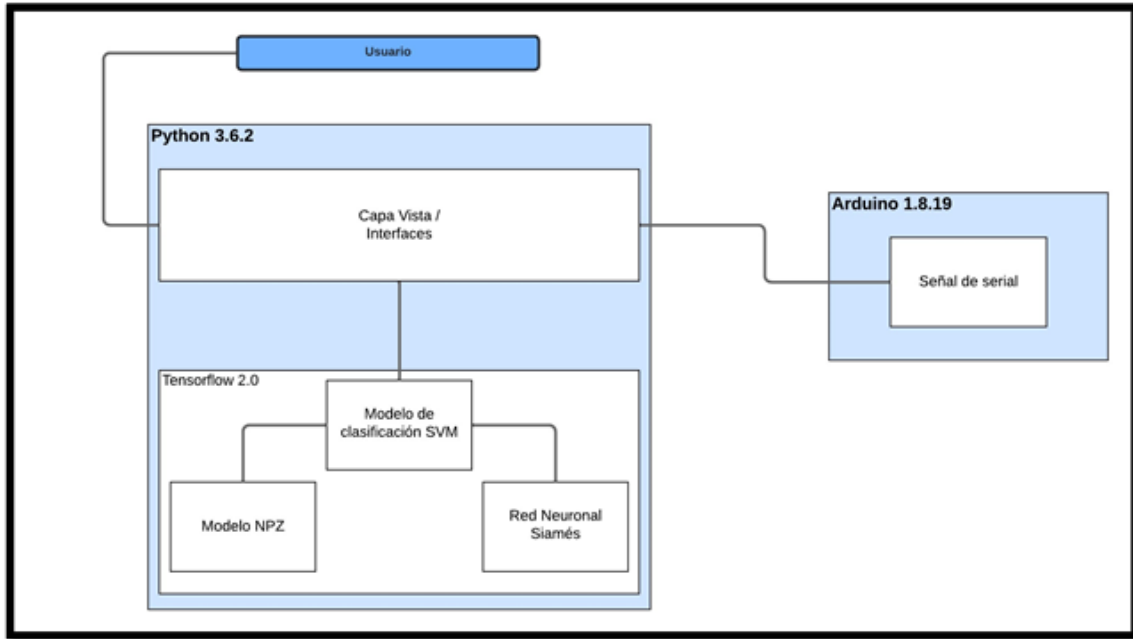 Usuario
Python 3.6.2
Capa Vista /
Interfaces
Arduino 1.8.19
Señal de serial
Tensorflow 2.0
Modelo de
clasificación SVM
Modelo NPZ
Red Neuronal
Siamés